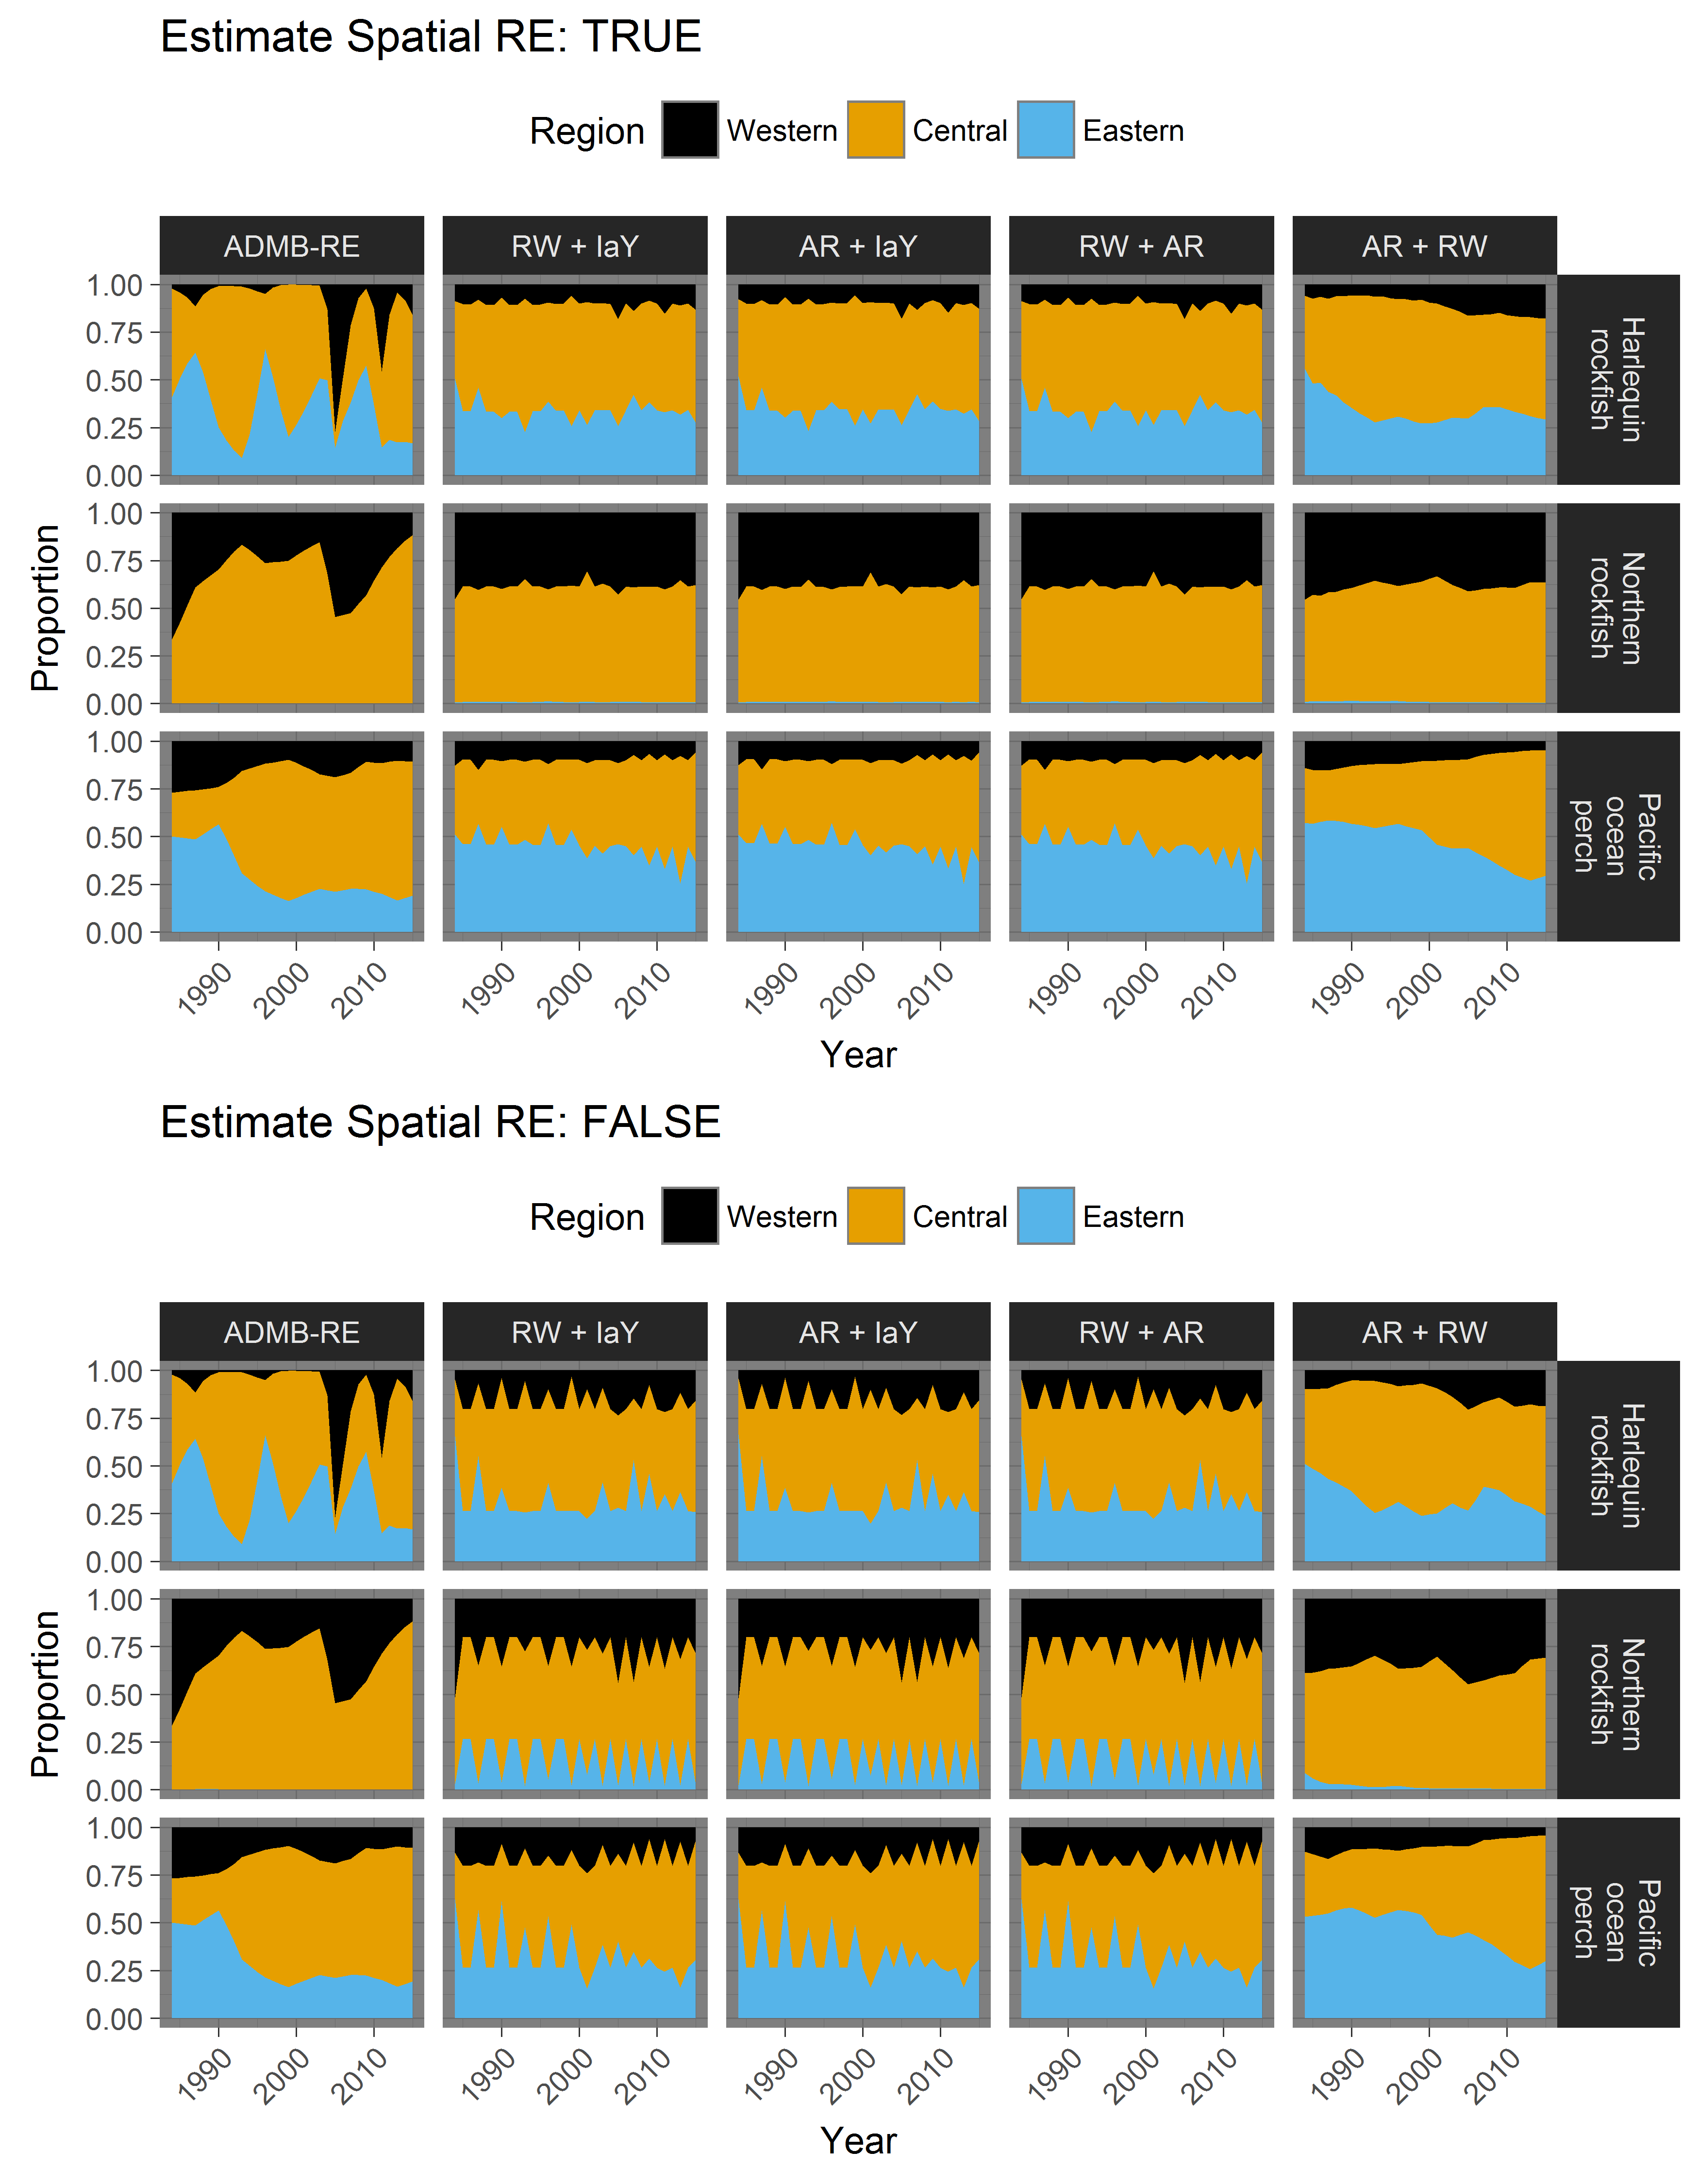 Estimate Spatial RE: TRUE
Region Western Central Eastern
ADMB-RE RW + IaY AR + IaY RW + AR AR + RW
1.00
0.75
0.50
0.25
0.00
Harlequin
rockfish
1.00
0.75
0.50
0.25
0.00
Northern
rockfish
1.00
0.75
0.50
0.25
0.00
Pacific
ocean
perch
Proportion
1990 2000 2010 1990 2000 2010 1990 2000 2010 1990 2000 2010 1990 2000 2010
Year
Estimate Spatial RE: FALSE
Region Western Central Eastern
ADMB-RE RW + IaY AR + IaY RW + AR AR + RW
1.00
0.75
0.50
0.25
0.00
Harlequin
rockfish
1.00
0.75
0.50
0.25
0.00
Northern
rockfish
1.00
0.75
0.50
0.25
0.00
Pacific
ocean
perch
Proportion
1990 2000 2010 1990 2000 2010 1990 2000 2010 1990 2000 2010 1990 2000 2010
Year